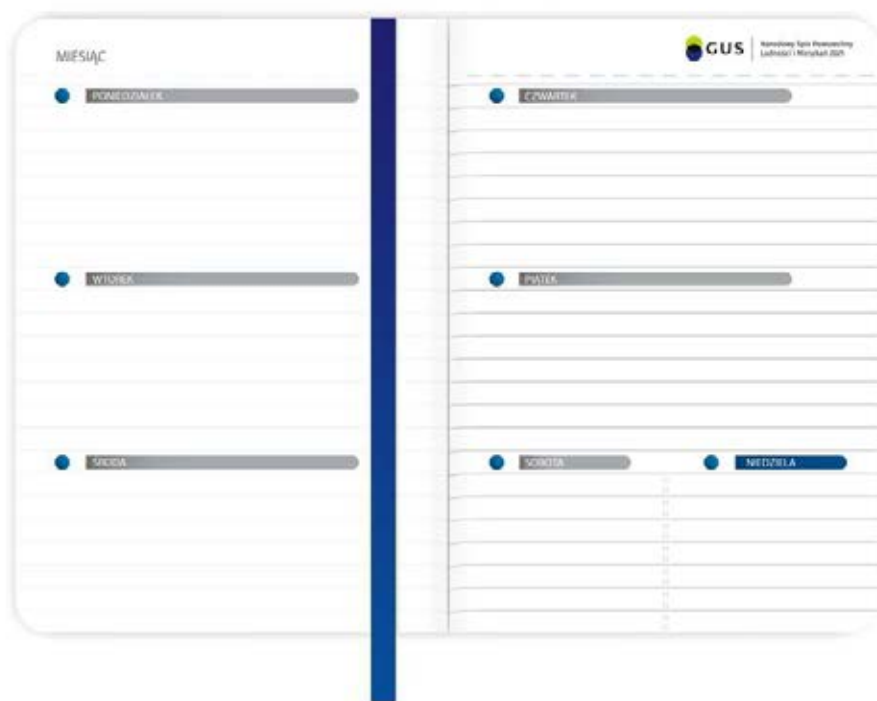 MIESIĄC
PONIEDZIAŁEK
WTOREK
ŚRODA
GUS
Narodowy Spis Powszechny
Ludności i Mieszkań 2021
CZWARTEK
PIĄTEK
SOBOTA
NIEDZIELA